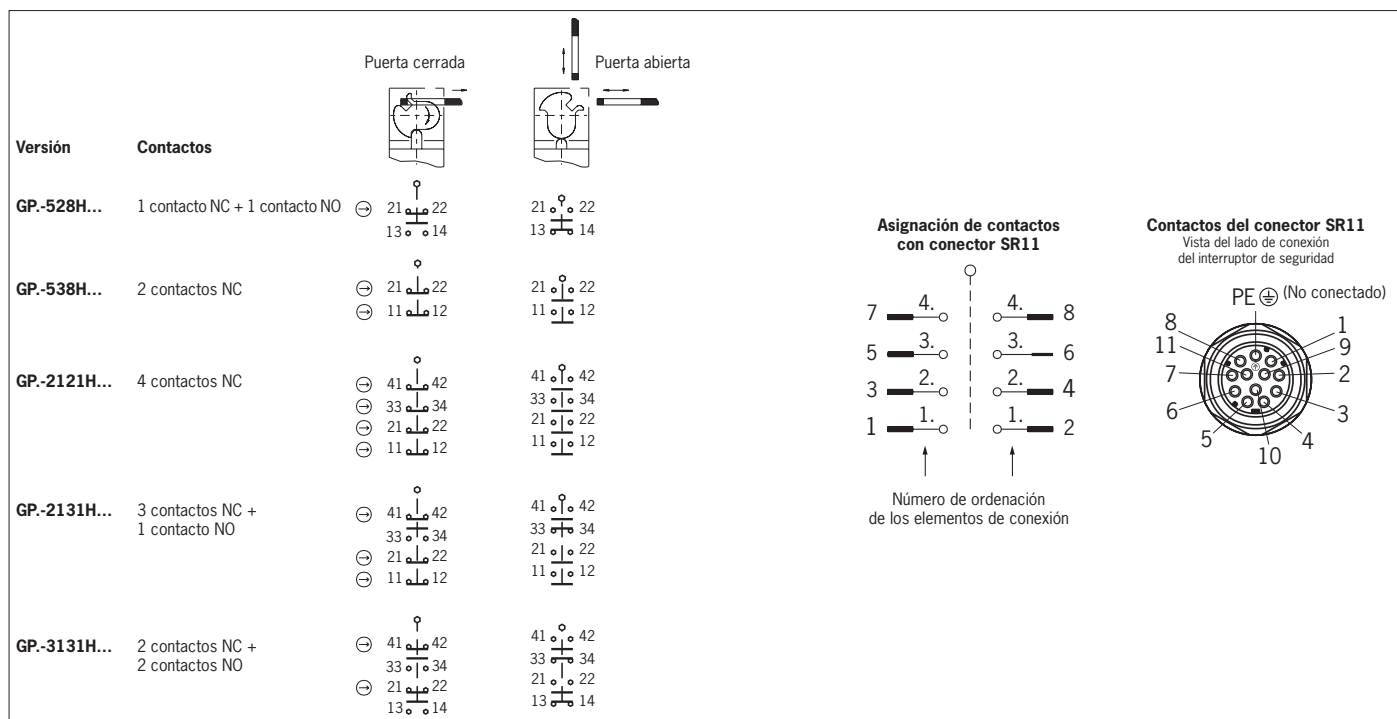 Puerta cerrada
Puerta abierta
Versión Contactos
GP.-528H... 1 contacto NC + 1 contacto NO
21 22
13 14
21 22
13 14
GP.-538H... 2 contactos NC
21 22
11 12
21 22
11 12
GP.-2121H... 4 contactos NC
41 42
33 34
21 22
11 12
41 42
33 34
21 22
11 12
GP.-2131H... 3 contactos NC +
1 contacto NO
41 42
33 34
21 22
11 12
41 42
33 34
21 22
11 12
GP.-3131H... 2 contactos NC +
2 contactos NO
41 42
33 34
21 22
13 14
41 42
33 34
21 22
13 14
Asignación de contactos
con conector SR11
7 4. 4. 8
5 3. 3. 6
3 2. 2. 4
1 1. 1. 2
Número de ordenación
de los elementos de conexión
Contactos del conector SR11
Vista del lado de conexión
del interruptor de seguridad
PE (No conectado)
8 1
11 9
7 2
6 3
5 4
10